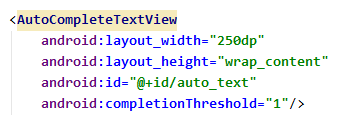 <AutoCompleteTextView
android:layout_width="250dp"
android:layout_height="wrap_content"
android:id="@+id/auto_text"
android:completionThreshold="1"/>